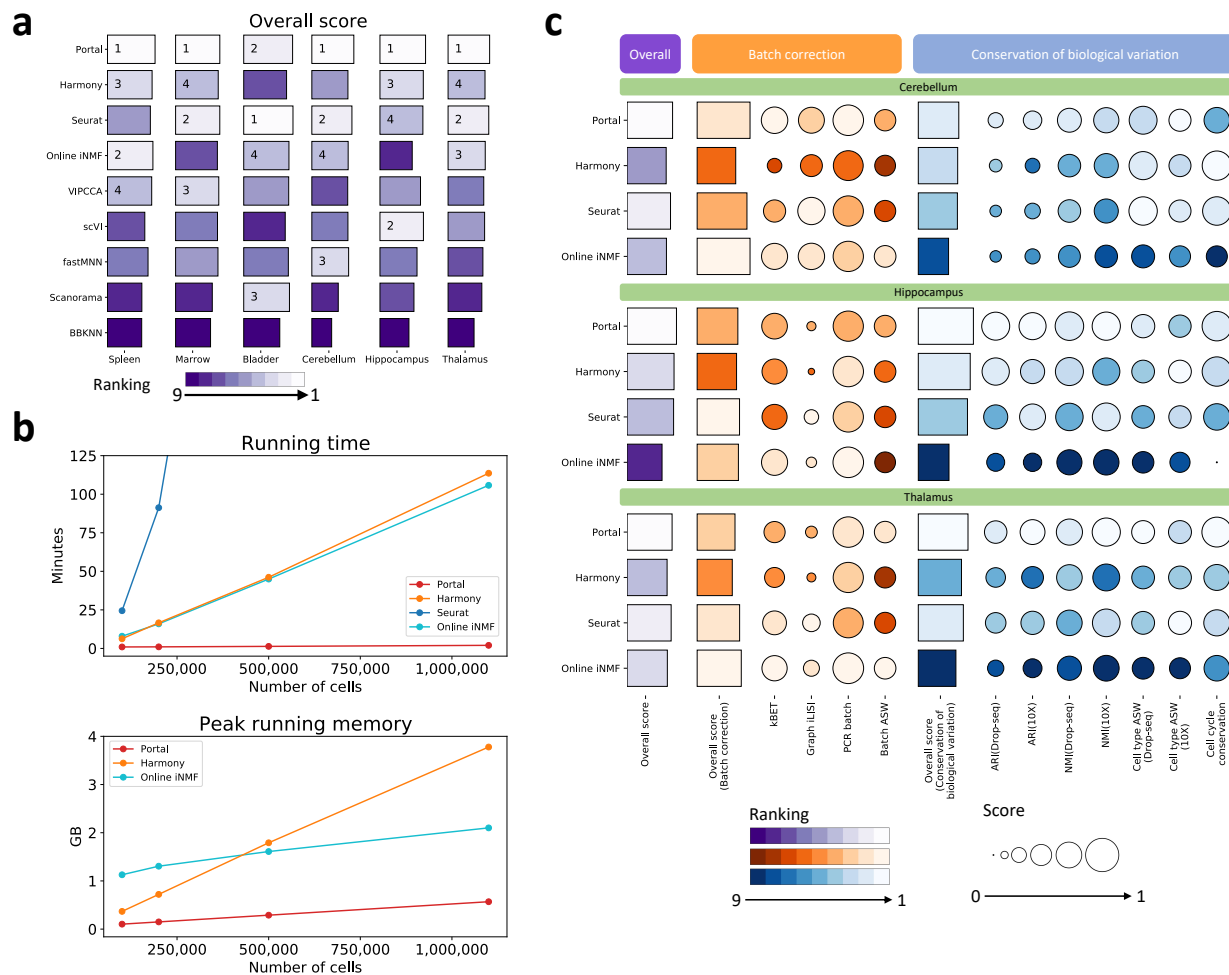 a
Overall score
Portal 1 1 2 1 1 1
Harmony 3 4 3 4
Seurat 2 1 2 4 2
Online iNMF 2 4 4 3
VIPCCA 4 3
scVI 2
fastMNN 3
Scanorama 3
BBKNN
Spleen Marrow Bladder Cerebellum Hippocampus Thalamus
Ranking
9 1
b
Running time
125
100
75
50
25
0
Minutes
Portal
Harmony
Seurat
Online iNMF
250,000 500,000 750,000 1,000,000
Number of cells
Peak running memory
4
3
2
1
0
GB
Portal
Harmony
Online iNMF
250,000 500,000 750,000 1,000,000
Number of cells
c
Overall Batch correction Conservation of biological variation
Cerebellum
Portal
Harmony
Seurat
Online iNMF
Hippocampus
Portal
Harmony
Seurat
Online iNMF
Thalamus
Portal
Harmony
Seurat
Online iNMF
Overall score
Overall score
(Batch correction)
kBET
Graph iLISI
PCR batch
Batch ASW
Overall score
(Conservation of
biological variation)
ARI(Drop-seq)
ARI(10X)
NMI(Drop-seq)
NMI(10X)
Cell type ASW
(Drop-seq)
Cell type ASW
(10X)
Cell cycle
conservation
Ranking
9 1
Score
0 1